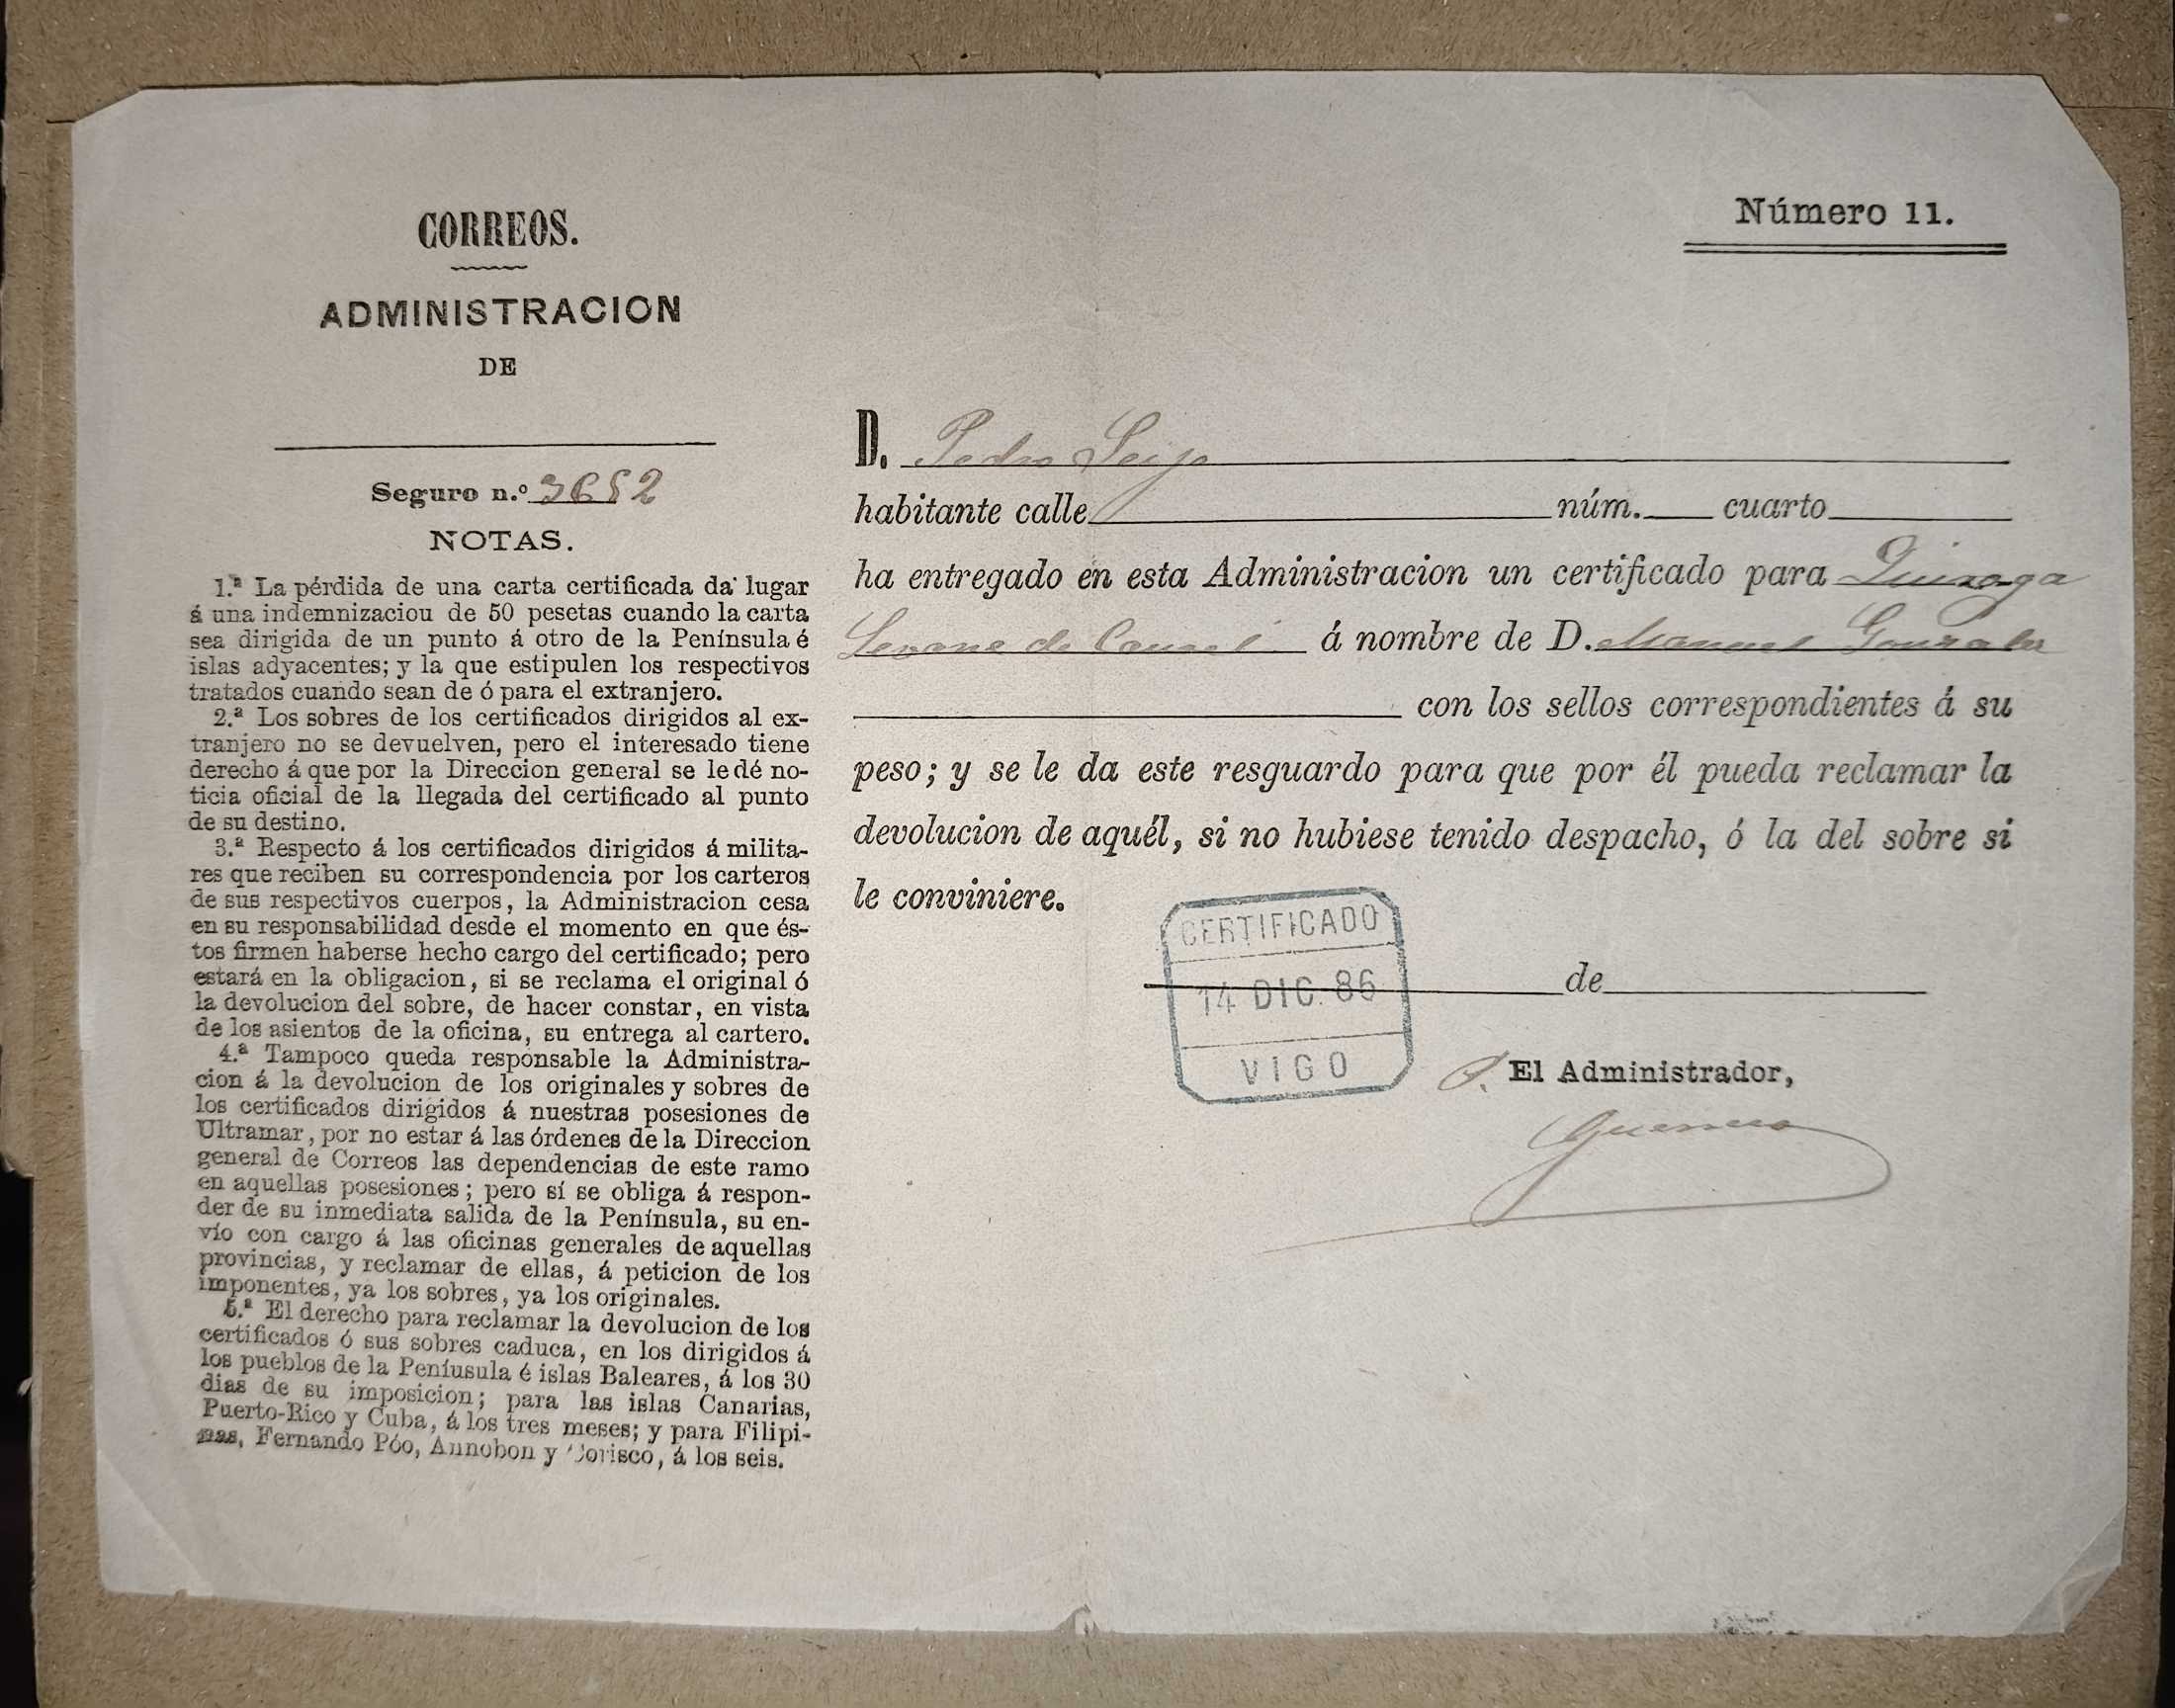 CORREOS.
ADMINISTRACION
DE
Seguro n.º 3652
NOTAS.
1.ª La pérdida de una carta certificada da lugar
á una indemnizaciou de 50 pesetas cuando la carta
sea dirigida de un punto á otro de la Península é
islas adyacentes; y la que estipulen los respectivos
tratados cuando sean de ó para el extranjero.
2.ª Los sobres de los certificados dirigidos al ex-
tranjero no se devuelven, pero el interesado tiene
derecho á que por la Direccion general se le dé no-
ticia oficial de la llegada del certificado al punto
de su destino.
3.ª Respecto á los certificados dirigidos á milita-
res que reciben su correspondencia por los carteros
de sus respectivos cuerpos, la Administracion cesa
en su responsabilidad desde el momento en que és-
tos firmen haberse hecho cargo del certificado; pero
estará en la obligacion, si se reclama el original ó
la devolucion del sobre, de hacer constar, en vista
de los asientos de la oficina, su entrega al cartero.
4.ª Tampoco queda responsable la Administra-
cion á la devolucion de los originales y sobres de
los certificados dirigidos á nuestras posesiones de
Ultramar, por no estar á las órdenes de la Direccion
general de Correos las dependencias de este ramo
en aquellas posesiones; pero sí se obliga á respon-
der de su inmediata salida de la Península, su en-
vío con cargo á las oficinas generales de aquellas
provincias, y reclamar de ellas, á peticion de los
imponentes, ya los sobres, ya los originales.
5.ª El derecho para reclamar la devolucion de los
certificados ó sus sobres caduca, en los dirigidos á
los pueblos de la Peníusula é islas Baleares, á los 30
dias de su imposicion; para las islas Canarias,
Puerto-Rico y Cuba, á los tres meses; y para Filipi-
nas, Fernando Póo, Annobon y Corisco, á los seis.
Número 11.
D. Pedro Seijo
habitante calle núm. cuarto
ha entregado en esta Administracion un certificado para Quiroga
de á nombre de D. Manuel Gonzalez
con los sellos correspondientes á su
peso; y se le da este resguardo para que por él pueda reclamar la
devolucion de aquél, si no hubiese tenido despacho, ó la del sobre si
le conviniere.
CERTIFICADO
14 DIC. 86
VIGO
de
P. El Administrador,
Guerrero